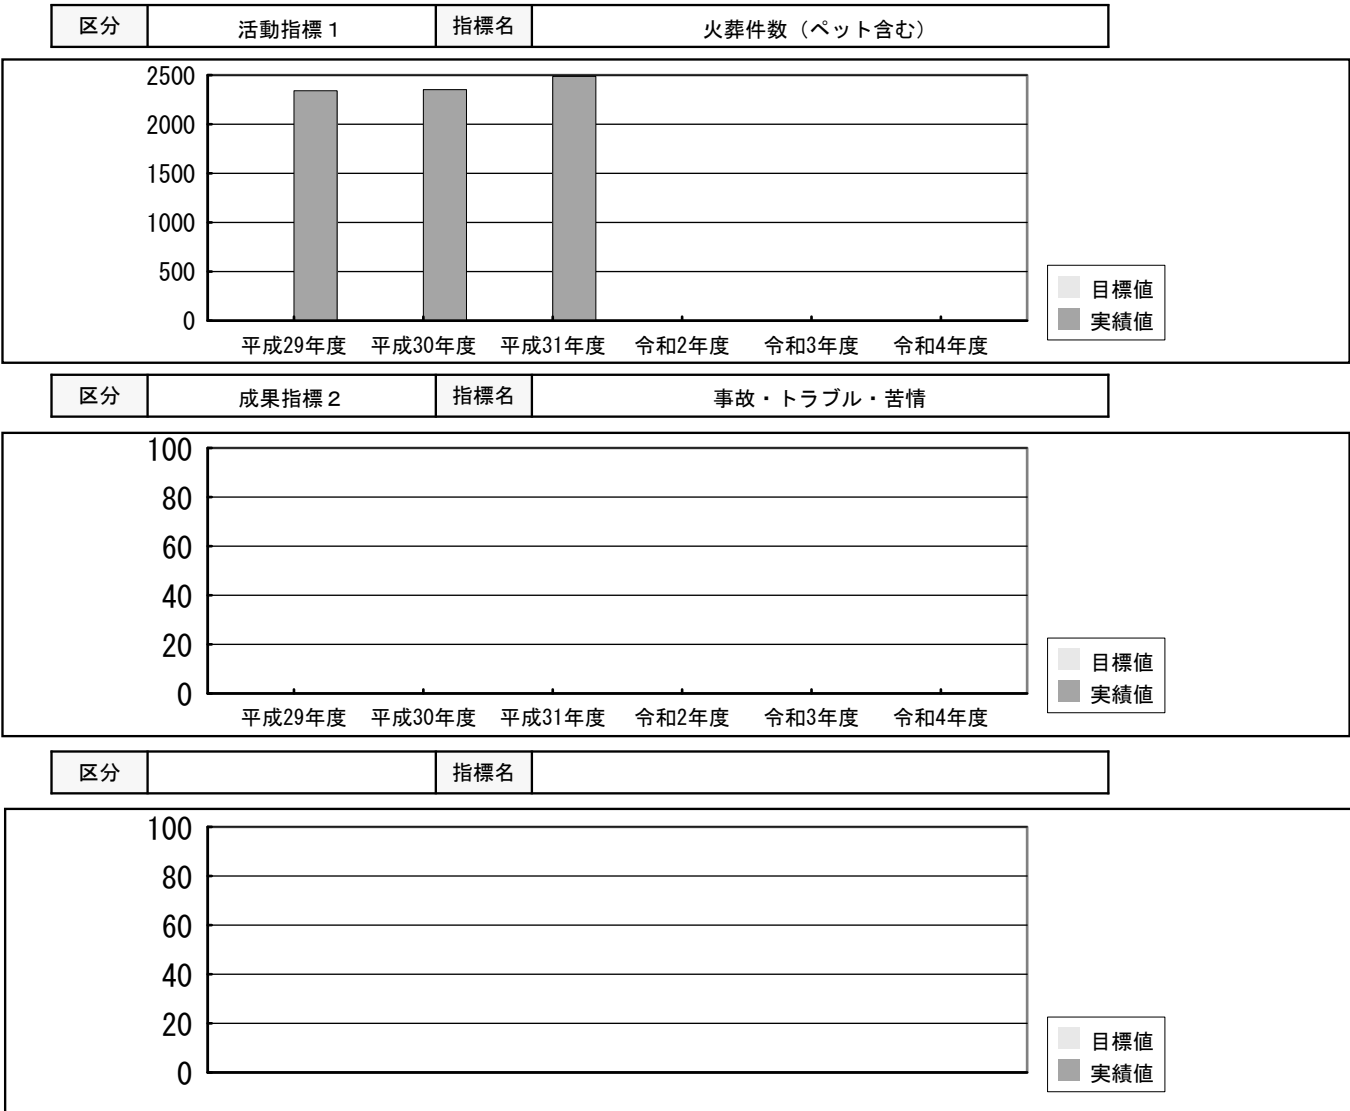 区分 活動指標１ 指標名 火葬件数（ペット含む）
2500
2000
1500
1000
500
0
平成29年度 平成30年度 平成31年度 令和2年度 令和3年度 令和4年度
目標値
実績値
区分 成果指標２ 指標名 事故・トラブル・苦情
100
80
60
40
20
0
平成29年度 平成30年度 平成31年度 令和2年度 令和3年度 令和4年度
目標値
実績値
区分 指標名
100
80
60
40
20
0
目標値
実績値